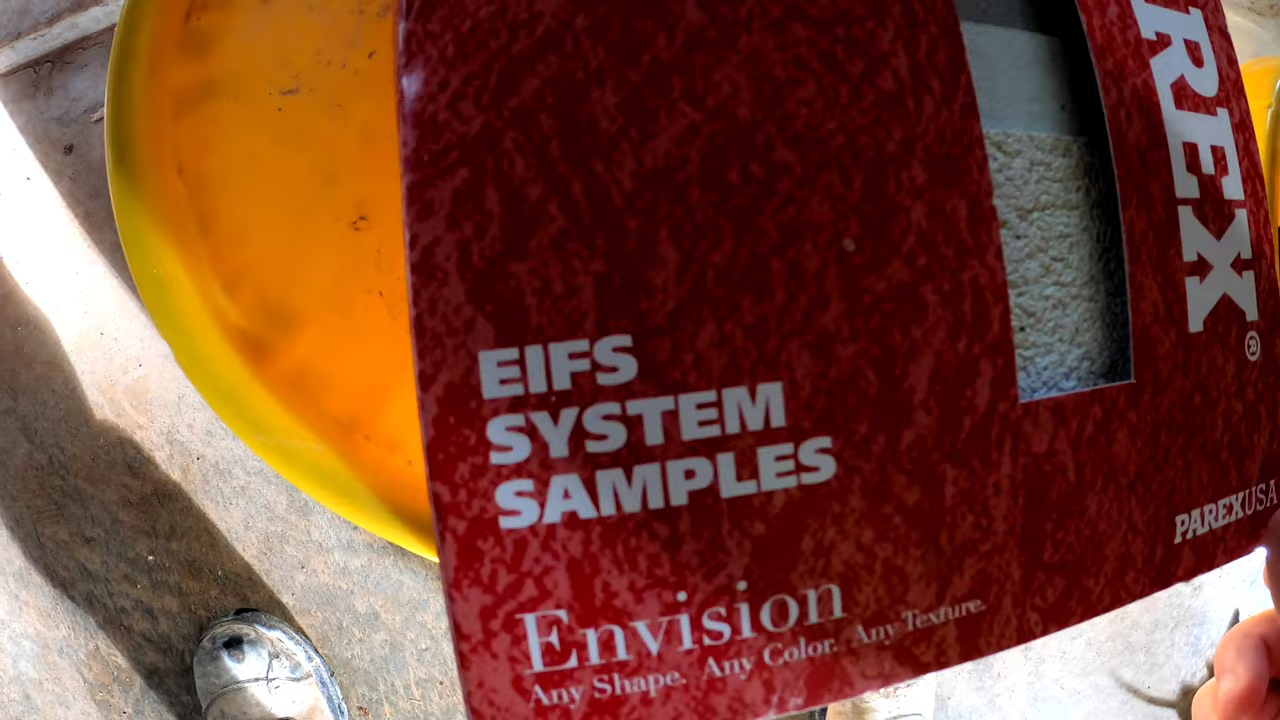 REX®
EIFS
SYSTEM
SAMPLES
PAREXUSA
Envision
Any Shape. Any Color. Any Texture.